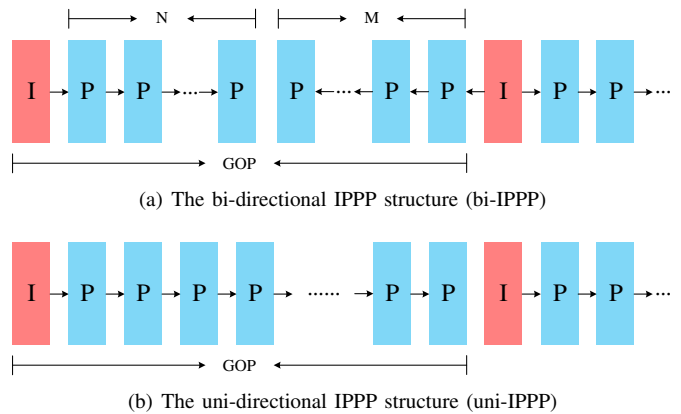 N M
I P P ... P P ... P P I P P ...
GOP
(a) The bi-directional IPPP structure (bi-IPPP)
I P P P P ...... P P I P P ...
GOP
(b) The uni-directional IPPP structure (uni-IPPP)